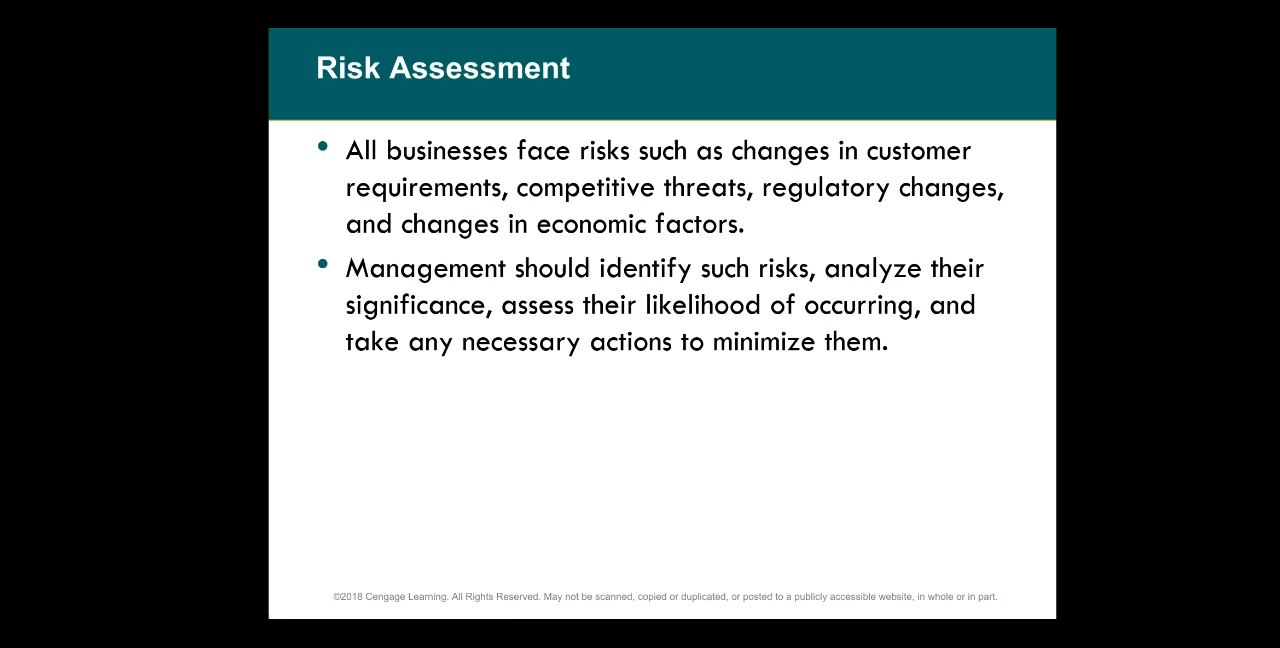 Risk Assessment
• All businesses face risks such as changes in customer
requirements, competitive threats, regulatory changes,
and changes in economic factors.
• Management should identify such risks, analyze their
significance, assess their likelihood of occurring, and
take any necessary actions to minimize them.
©2018 Cengage Learning. All Rights Reserved. May not be scanned, copied or duplicated, or posted to a publicly accessible website, in whole or in part.